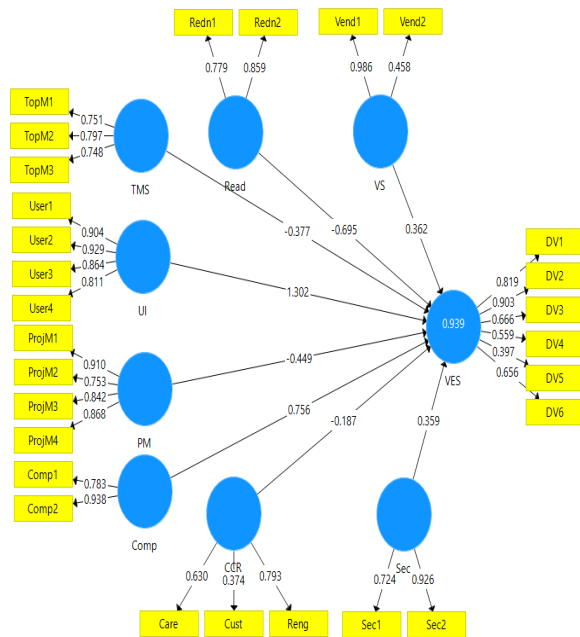 Redn1
Redn2
Vend1
Vend2
0.779
0.859
0.986
0.458
TopM1
TopM2
TopM3
0.751
0.797
0.748
TMS
Read
VS
User1
User2
User3
User4
0.904
0.929
0.864
0.811
UI
-0.377
-0.695
0.362
1.302
DV1
DV2
DV3
DV4
DV5
DV6
0.819
0.903
0.666
0.559
0.397
0.656
0.939
VES
ProjM1
ProjM2
ProjM3
ProjM4
0.910
0.753
0.842
0.868
PM
-0.449
0.756
-0.187
0.359
Comp1
Comp2
0.783
0.938
Comp
CCR
Sec
0.630
0.374
0.793
0.724
0.926
Care
Cust
Reng
Sec1
Sec2